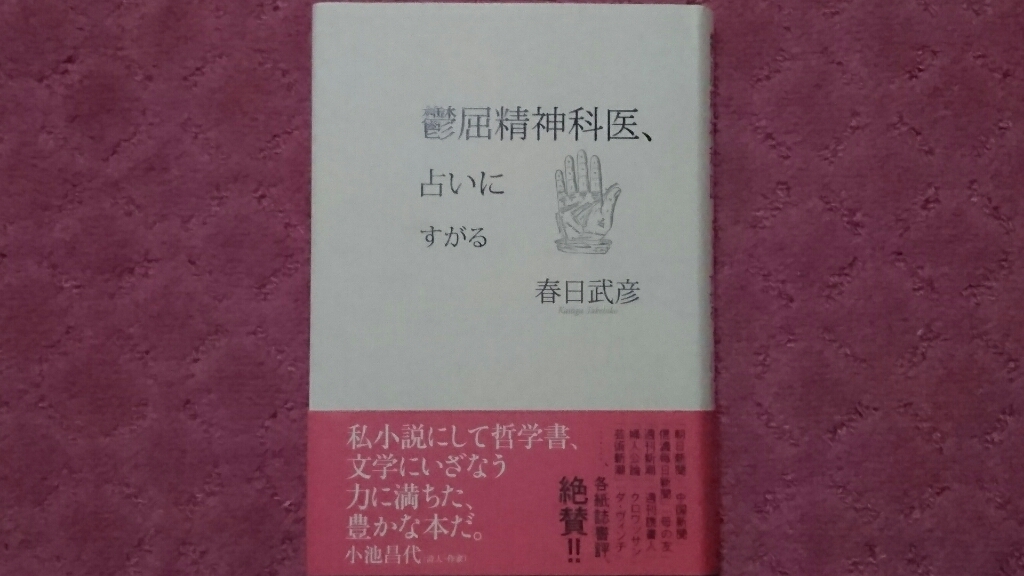 鬱屈精神科医、
占いに
すがる
春日武彦
Kasuga Takehiko
私小説にして哲学書、
文学にいざなう
力に満ちた、
豊かな本だ。
小池昌代(詩人・作家)
朝日新聞 中国新聞
信濃毎日新聞 母の友
週刊新潮 週刊読書人
婦人公論 クロワッサン
芸術新潮 ダ・ヴィンチ
……、各紙誌書評、
絶賛!!